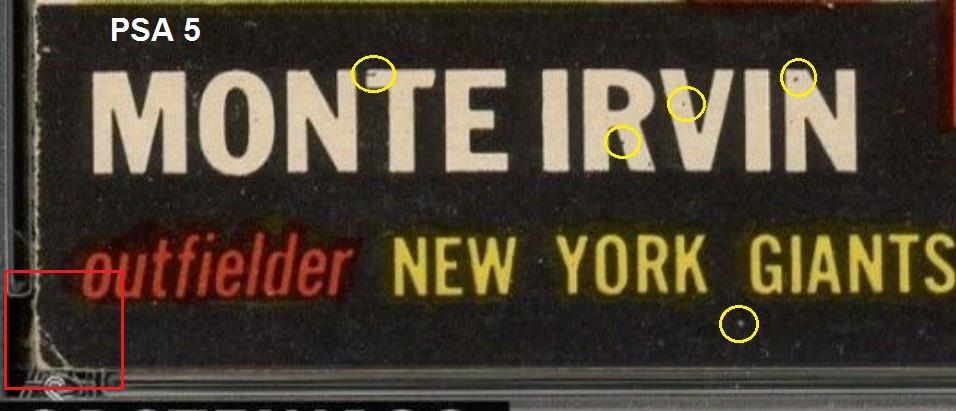 PSA 5
MONTE IRVIN
outfielder NEW YORK GIANTS